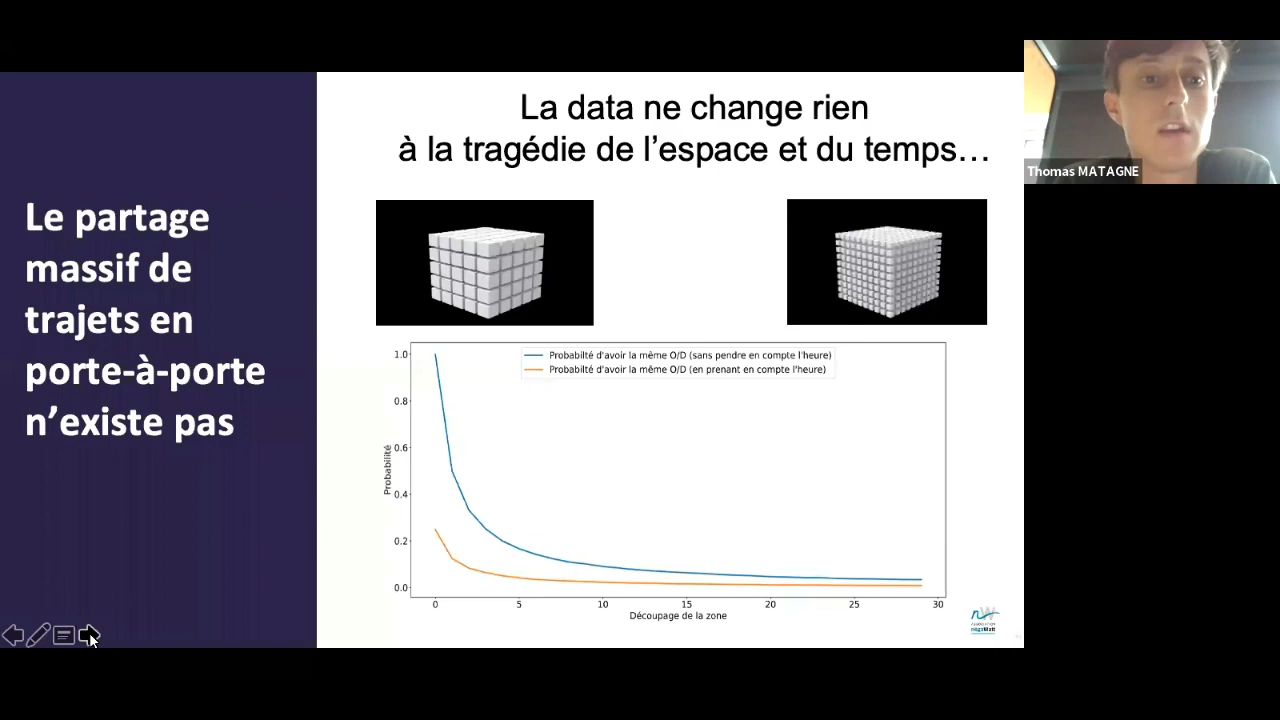 La data ne change rien
à la tragédie de l’espace et du temps…
Thomas MATAGNE
Le partage
massif de
trajets en
porte-à-porte
n’existe pas
Probabilté d'avoir la même O/D (sans pendre en compte l'heure)
Probabilté d'avoir la même O/D (en prenant en compte l'heure)
Probabilité
1.0
0.8
0.6
0.4
0.2
0.0
0 5 10 15 20 25 30
Découpage de la zone
nW
négaWatt